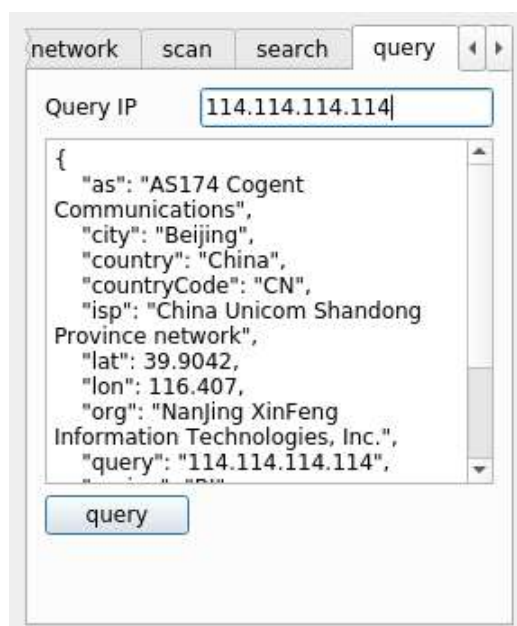 network scan search query
Query IP 114.114.114.114
{
"as": "AS174 Cogent
Communications",
"city": "Beijing",
"country": "China",
"countryCode": "CN",
"isp": "China Unicom Shandong
Province network",
"lat": 39.9042,
"lon": 116.407,
"org": "NanJing XinFeng
Information Technologies, Inc.",
"query": "114.114.114.114",
query